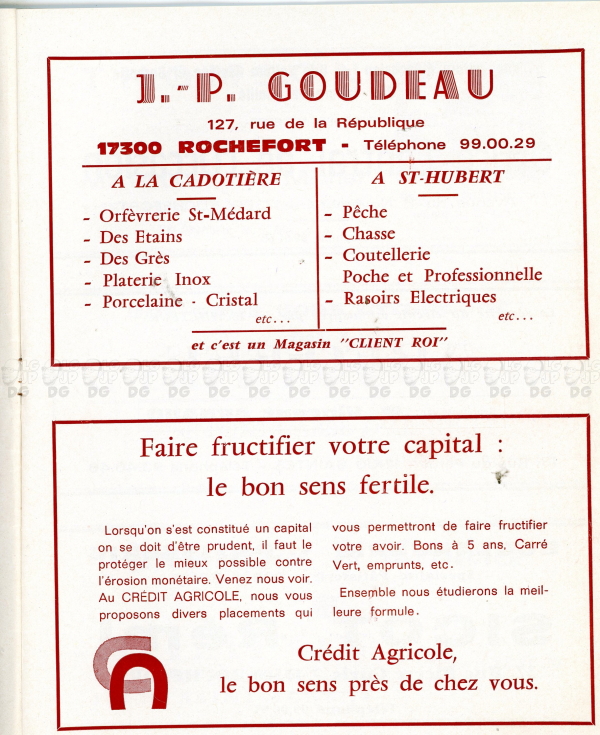 J.-P. GOUDEAU
127, rue de la République
17300 ROCHEFORT - Téléphone 99.00.29
A LA CADOTIÈRE
- Orfèvrerie St-Médard
- Des Etains
- Des Grès
- Platerie Inox
- Porcelaine - Cristal
etc...
A ST-HUBERT
- Pêche
- Chasse
- Coutellerie
Poche et Professionnelle
- Rasoirs Electriques
etc...
et c'est un Magasin "CLIENT ROI"
Faire fructifier votre capital :
le bon sens fertile.
Lorsqu'on s'est constitué un capital
on se doit d'être prudent, il faut le
protéger le mieux possible contre
l'érosion monétaire. Venez nous voir.
Au CRÉDIT AGRICOLE, nous vous
proposons divers placements qui
vous permettront de faire fructifier
votre avoir. Bons à 5 ans, Carré
Vert, emprunts, etc.
Ensemble nous étudierons la meil-
leure formule.
CA
Crédit Agricole,
le bon sens près de chez vous.